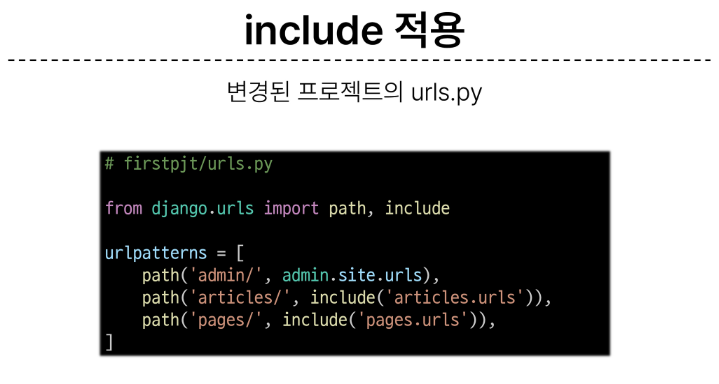 include 적용
변경된 프로젝트의 urls.py
# firstpjt/urls.py
from django.urls import path, include
urlpatterns = [
    path('admin/', admin.site.urls),
    path('articles/', include('articles.urls')),
    path('pages/', include('pages.urls')),
]